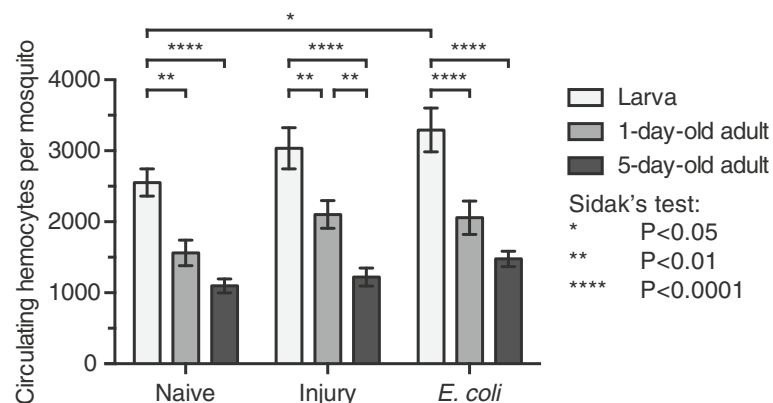 *
**** **** ****
** ** ** ****
Circulating hemocytes per mosquito
4000
3000
2000
1000
0
Naive Injury E. coli
Larva
1-day-old adult
5-day-old adult
Sidak's test:
* P<0.05
** P<0.01
**** P<0.0001